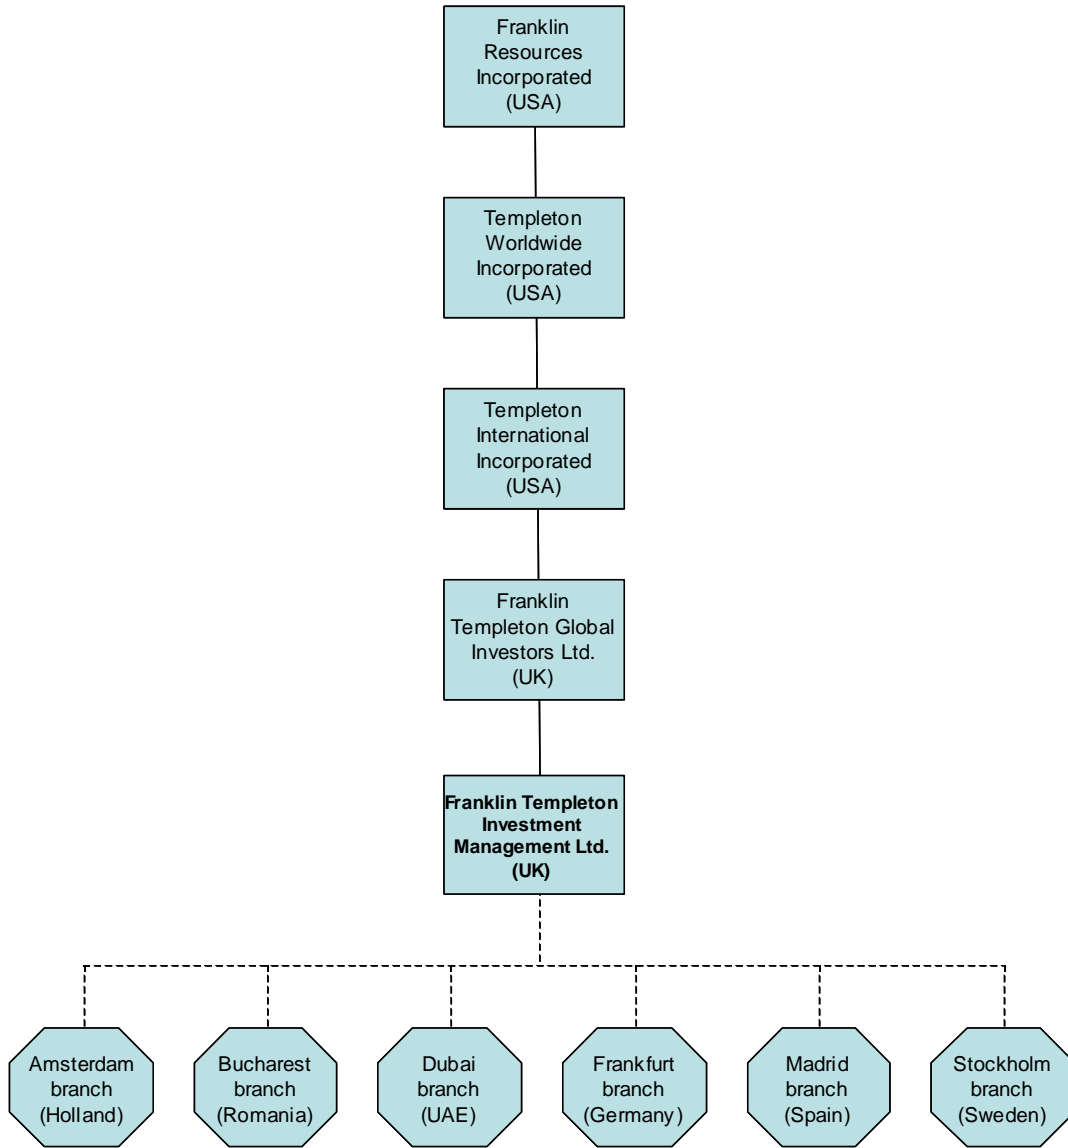 Franklin
Resources
Incorporated
(USA)
Templeton
Worldwide
Incorporated
(USA)
Templeton
International
Incorporated
(USA)
Franklin
Templeton Global
Investors Ltd.
(UK)
Franklin Templeton
Investment
Management Ltd.
(UK)
Amsterdam
branch
(Holland)
Bucharest
branch
(Romania)
Dubai
branch
(UAE)
Frankfurt
branch
(Germany)
Madrid
branch
(Spain)
Stockholm
branch
(Sweden)